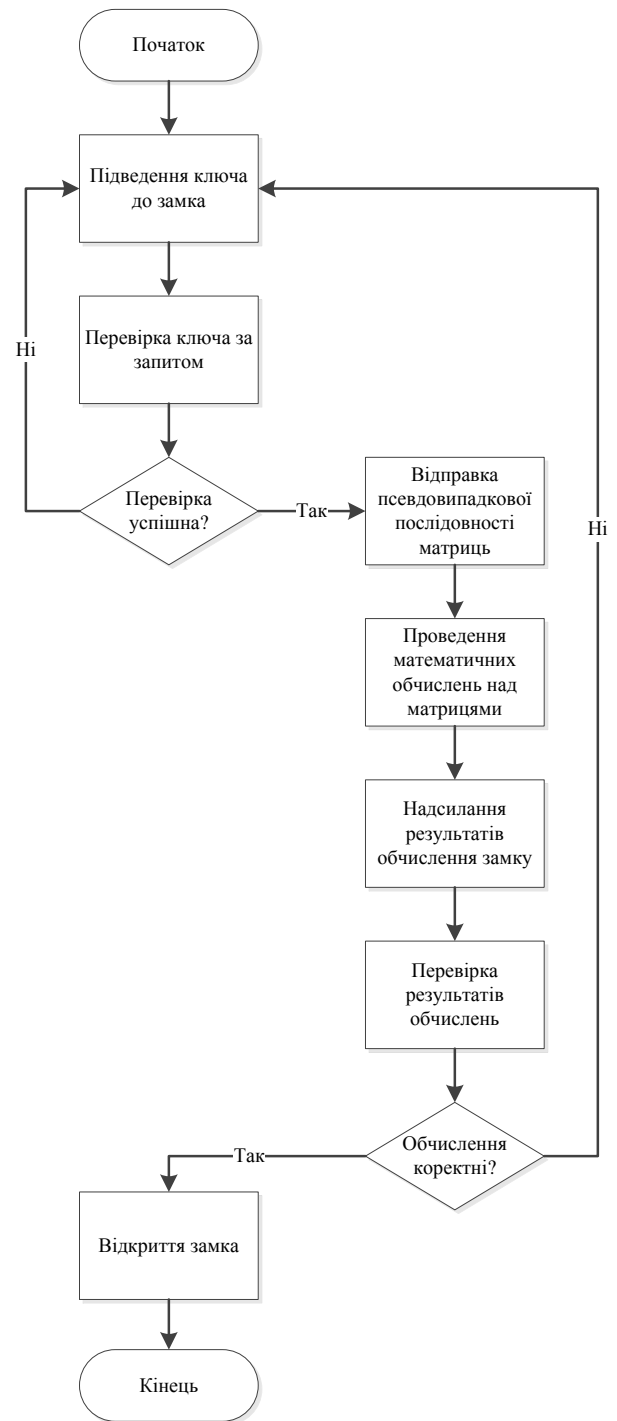 Початок
Підведення ключа
до замка
Перевірка ключа за
запитом
Ні
Перевірка
успішна?
Так
Відправка
псевдовипадкової
послідовності
матриць
Ні
Проведення
математичних
обчислень над
матрицями
Надсилання
результатів
обчислення замку
Перевірка
результатів
обчислень
Обчислення
коректні?
Так
Відкриття замка
Кінець